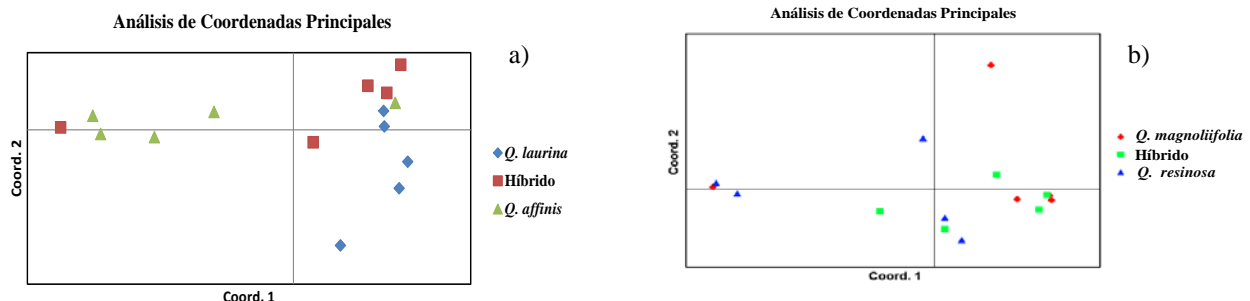 Análisis de Coordenadas Principales
a)
Coord. 2
Q. laurina
Híbrido
Q. affinis
Coord. 1
Análisis de Coordenadas Principales
b)
Coord. 2
Q. magnoliifolia
Híbrido
Q. resinosa
Coord. 1